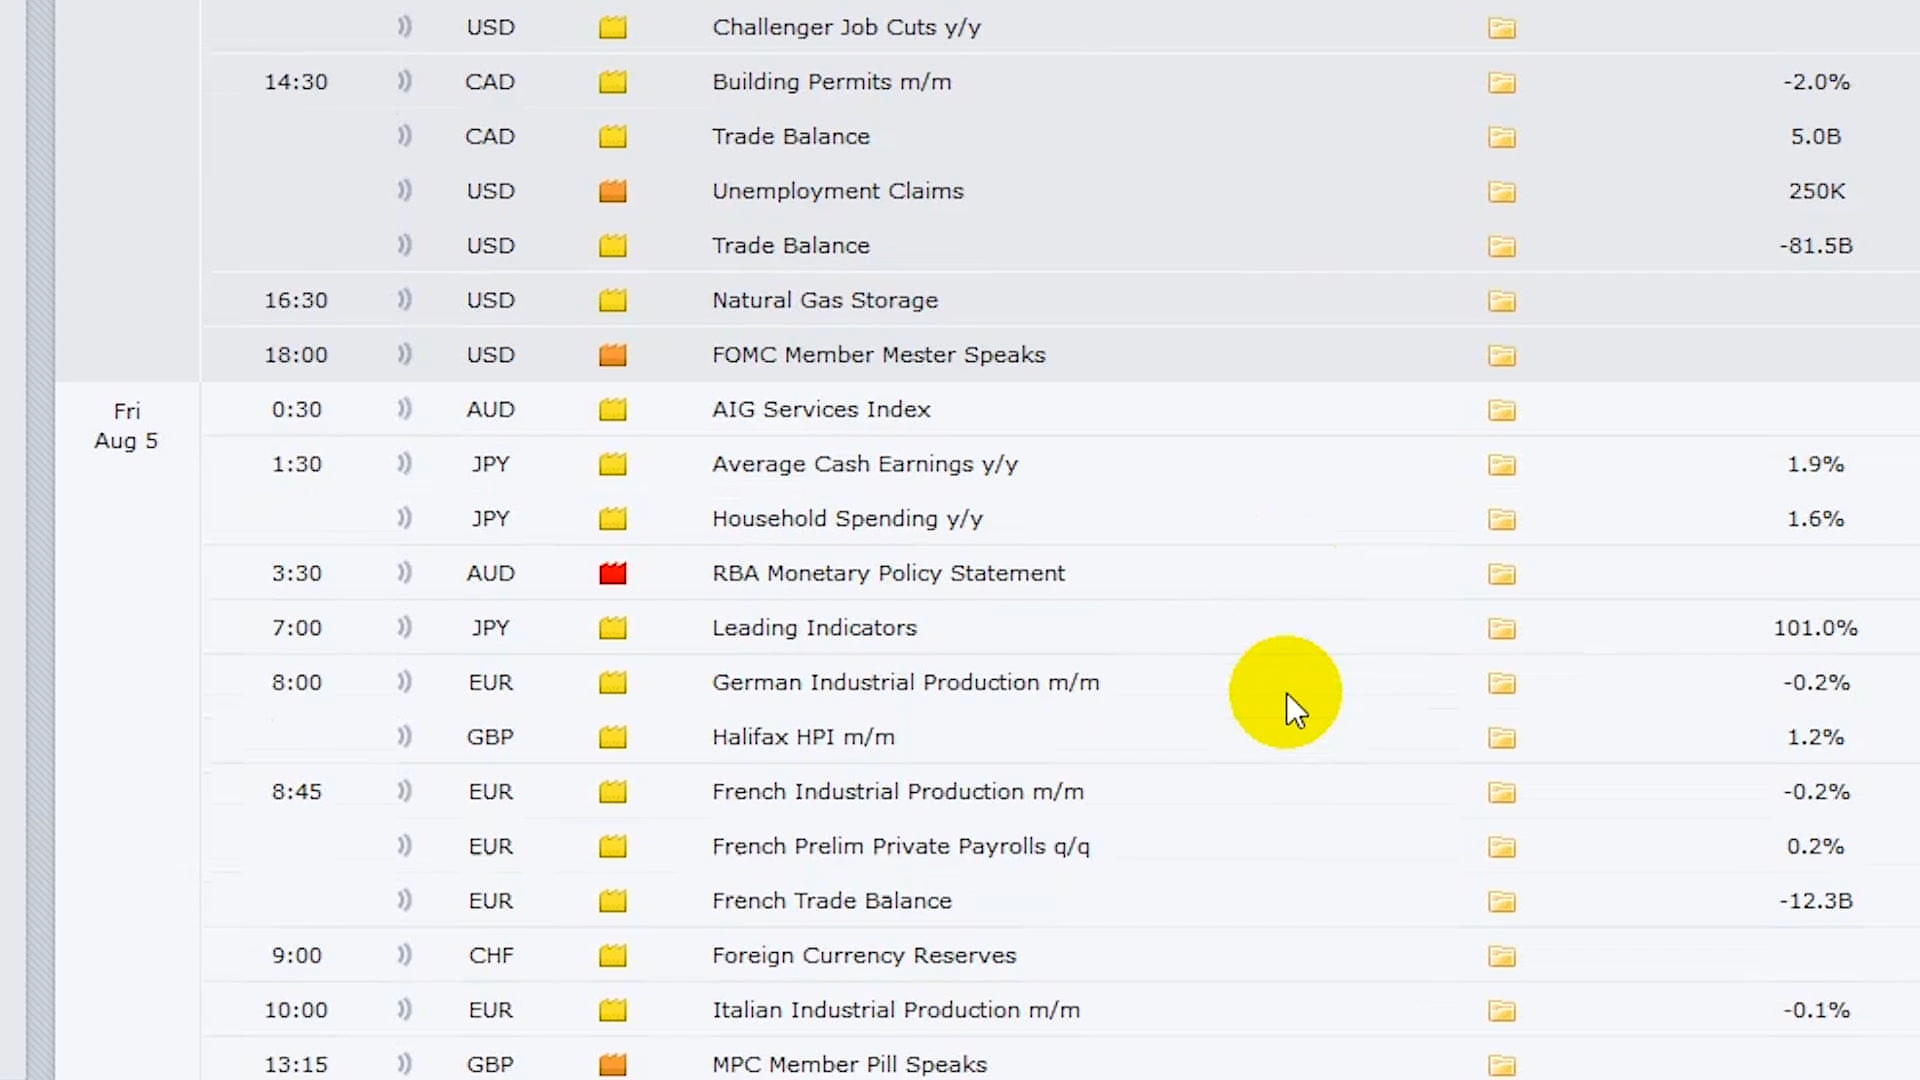 USD Challenger Job Cuts y/y
14:30 CAD Building Permits m/m -2.0%
CAD Trade Balance 5.0B
USD Unemployment Claims 250K
USD Trade Balance -81.5B
16:30 USD Natural Gas Storage
18:00 USD FOMC Member Mester Speaks
Fri
Aug 5
0:30 AUD AIG Services Index
1:30 JPY Average Cash Earnings y/y 1.9%
JPY Household Spending y/y 1.6%
3:30 AUD RBA Monetary Policy Statement
7:00 JPY Leading Indicators 101.0%
8:00 EUR German Industrial Production m/m -0.2%
GBP Halifax HPI m/m 1.2%
8:45 EUR French Industrial Production m/m -0.2%
EUR French Prelim Private Payrolls q/q 0.2%
EUR French Trade Balance -12.3B
9:00 CHF Foreign Currency Reserves
10:00 EUR Italian Industrial Production m/m -0.1%
13:15 GBP MPC Member Pill Speaks